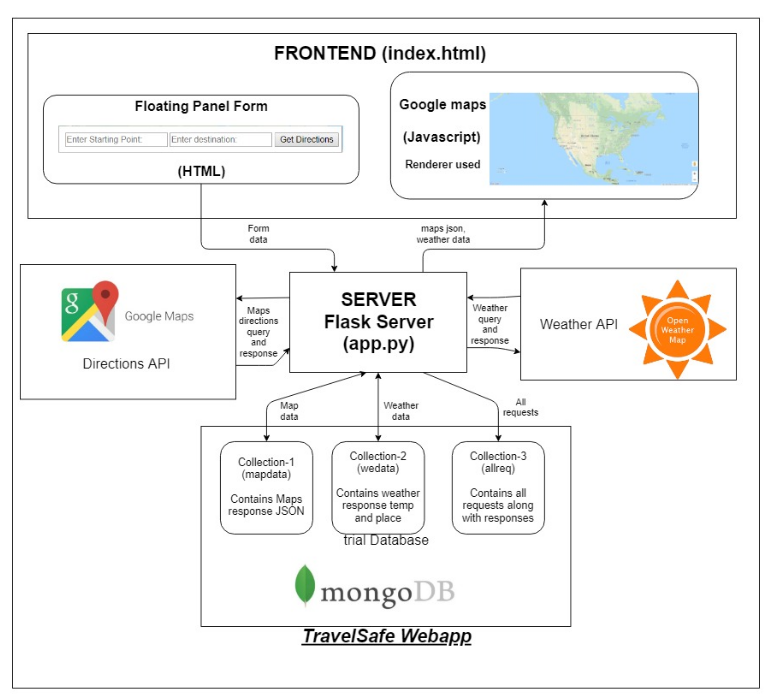 FRONTEND (index.html)
Floating Panel Form
Enter Starting Point:
Enter destination:
Get Directions
(HTML)
Google maps
(Javascript)
Renderer used
Form
data
maps json,
weather data
g
Google Maps
Directions API
Maps
directions
query
and
response
SERVER
Flask Server
(app.py)
Weather
query
and
response
Weather API
Open
Weather
Map
Map
data
Weather
data
All
requests
Collection-1
(mapdata)
Contains Maps
response JSON
Collection-2
(wedata)
Contains weather
response temp
and place
Collection-3
(allreq)
Contains all
requests along
with responses
trial Database
mongoDB
TravelSafe Webapp